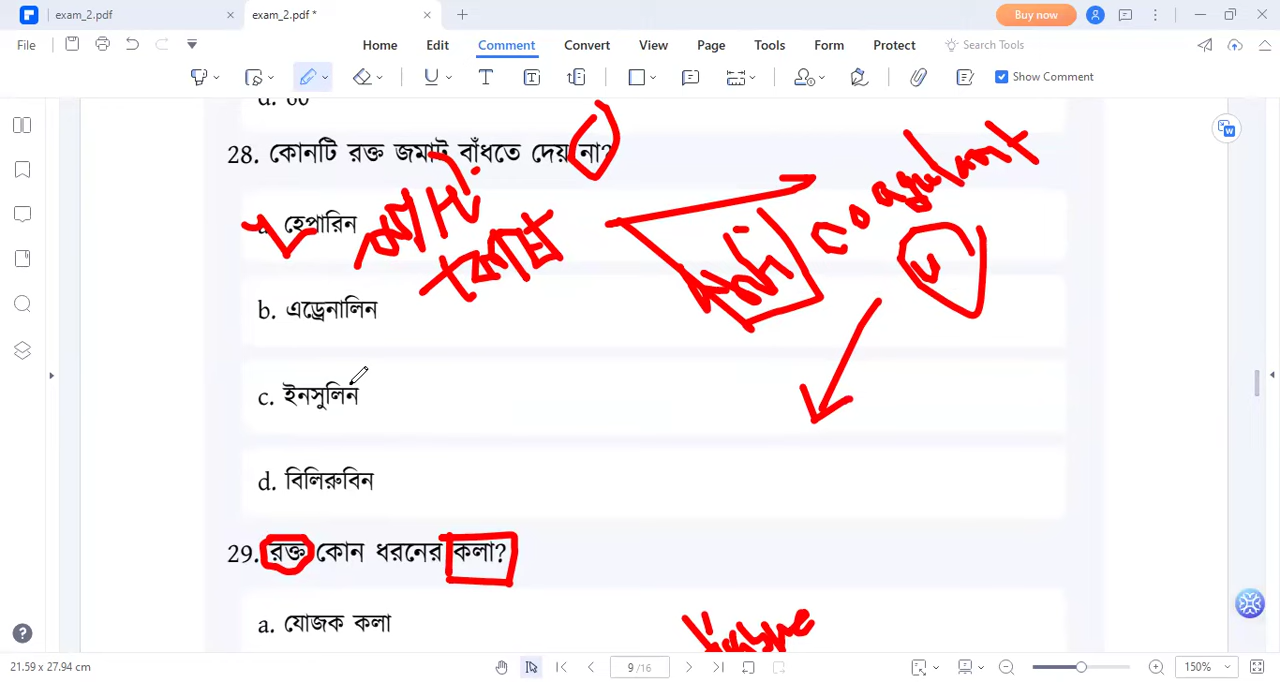 exam_2.pdf
exam_2.pdf *
Buy now
File
Home Edit Comment Convert View Page Tools Form Protect Search Tools
Show Comment
d. 60
28. কোনটি রক্ত জমাট বাঁধতে দেয় না?
a. হেপারিন
Anti coagulant
b. এড্রেনালিন
c. ইনসুলিন
d. বিলিরুবিন
29. রক্ত কোন ধরনের কলা?
a. যোজক কলা
21.59 x 27.94 cm
9 /16
150%